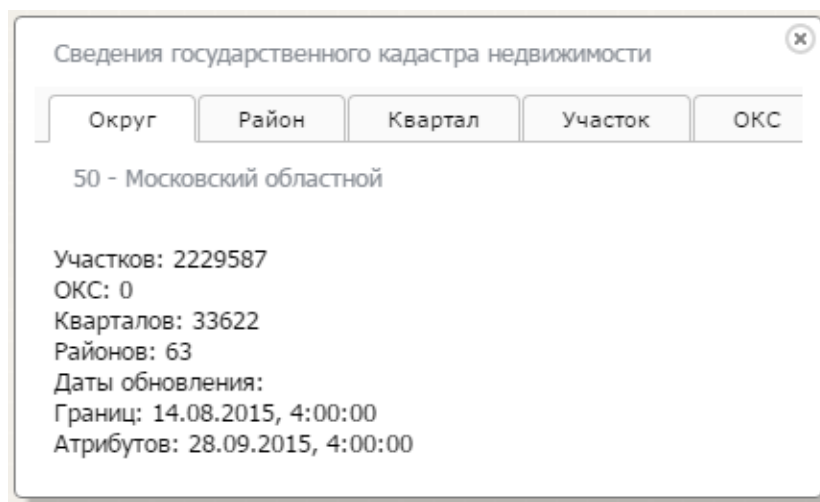 Сведения государственного кадастра недвижимости
Округ Район Квартал Участок ОКС
50 - Московский областной
Участков: 2229587
ОКС: 0
Кварталов: 33622
Районов: 63
Даты обновления:
Границ: 14.08.2015, 4:00:00
Атрибутов: 28.09.2015, 4:00:00